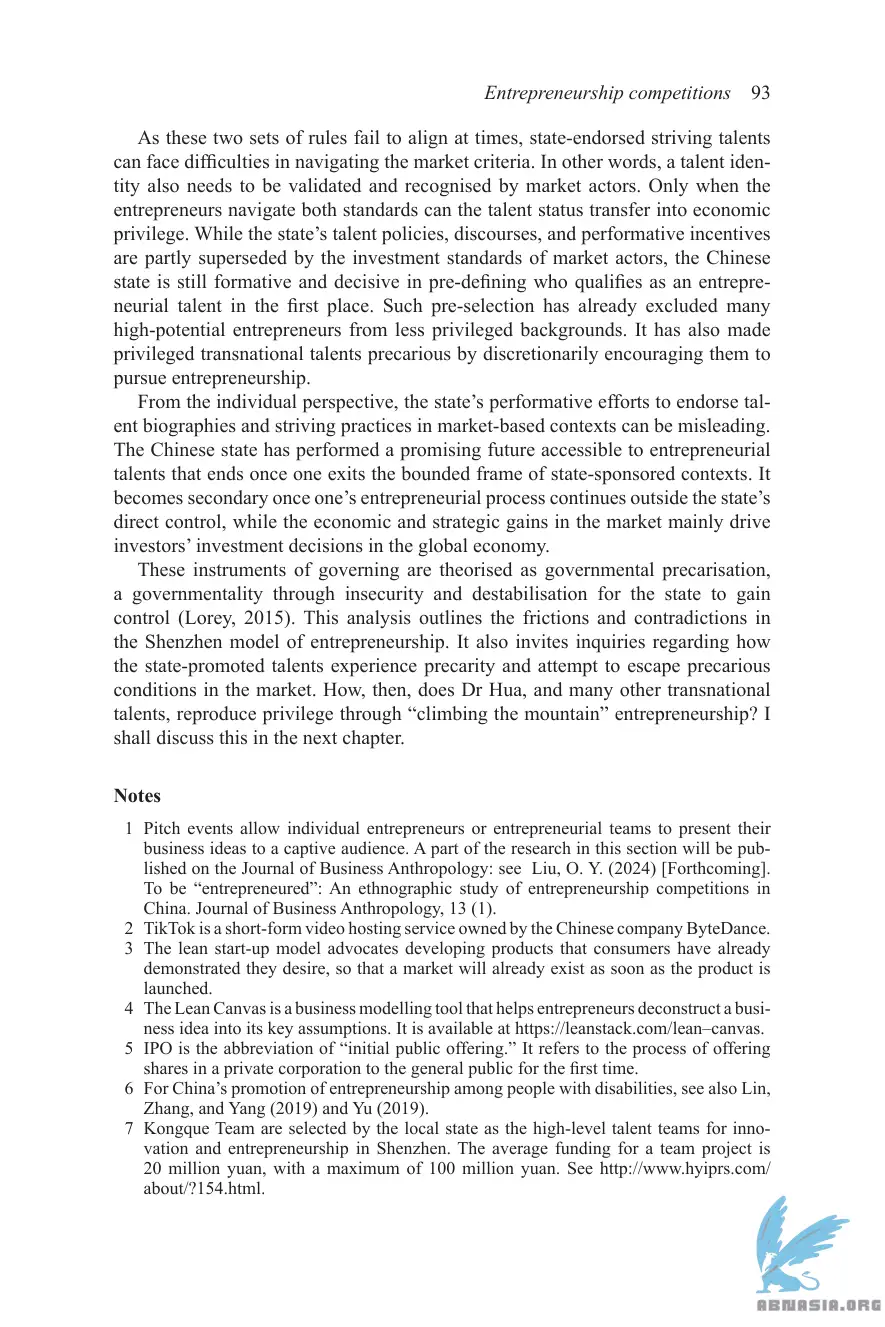 Entrepreneurship competitions 93
As these two sets of rules fail to align at times, state-endorsed striving talents
can face difficulties in navigating the market criteria. In other words, a talent iden-
tity also needs to be validated and recognised by market actors. Only when the
entrepreneurs navigate both standards can the talent status transfer into economic
privilege. While the state’s talent policies, discourses, and performative incentives
are partly superseded by the investment standards of market actors, the Chinese
state is still formative and decisive in pre-defining who qualifies as an entrepre-
neurial talent in the first place. Such pre-selection has already excluded many
high-potential entrepreneurs from less privileged backgrounds. It has also made
privileged transnational talents precarious by discretionarily encouraging them to
pursue entrepreneurship.
From the individual perspective, the state’s performative efforts to endorse tal-
ent biographies and striving practices in market-based contexts can be misleading.
The Chinese state has performed a promising future accessible to entrepreneurial
talents that ends once one exits the bounded frame of state-sponsored contexts. It
becomes secondary once one’s entrepreneurial process continues outside the state’s
direct control, while the economic and strategic gains in the market mainly drive
investors’ investment decisions in the global economy.
These instruments of governing are theorised as governmental precarisation,
a governmentality through insecurity and destabilisation for the state to gain
control (Lorey, 2015). This analysis outlines the frictions and contradictions in
the Shenzhen model of entrepreneurship. It also invites inquiries regarding how
the state-promoted talents experience precarity and attempt to escape precarious
conditions in the market. How, then, does Dr Hua, and many other transnational
talents, reproduce privilege through “climbing the mountain” entrepreneurship? I
shall discuss this in the next chapter.
Notes
1 Pitch events allow individual entrepreneurs or entrepreneurial teams to present their
business ideas to a captive audience. A part of the research in this section will be pub-
lished on the Journal of Business Anthropology: see Liu, O. Y. (2024) [Forthcoming].
To be “entrepreneured”: An ethnographic study of entrepreneurship competitions in
China. Journal of Business Anthropology, 13 (1).
2 TikTok is a short-form video hosting service owned by the Chinese company ByteDance.
3 The lean start-up model advocates developing products that consumers have already
demonstrated they desire, so that a market will already exist as soon as the product is
launched.
4 The Lean Canvas is a business modelling tool that helps entrepreneurs deconstruct a busi-
ness idea into its key assumptions. It is available at https://leanstack.com/lean–canvas.
5 IPO is the abbreviation of “initial public offering.” It refers to the process of offering
shares in a private corporation to the general public for the first time.
6 For China’s promotion of entrepreneurship among people with disabilities, see also Lin,
Zhang, and Yang (2019) and Yu (2019).
7 Kongque Team are selected by the local state as the high-level talent teams for inno-
vation and entrepreneurship in Shenzhen. The average funding for a team project is
20 million yuan, with a maximum of 100 million yuan. See http://www.hyiprs.com/
about/?154.html.
ABNASIA.ORG